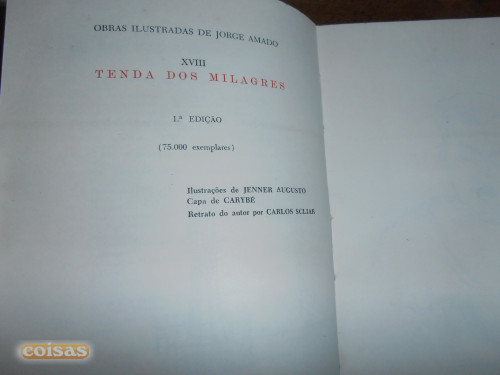 OBRAS ILUSTRADAS DE JORGE AMADO
XVIII
TENDA DOS MILAGRES
1.ª EDIÇÃO
(75.000 exemplares)
Ilustrações de JENNER AUGUSTO
Capa de CARYBÉ
Retrato do autor por CARLOS SCLIAR
coisas